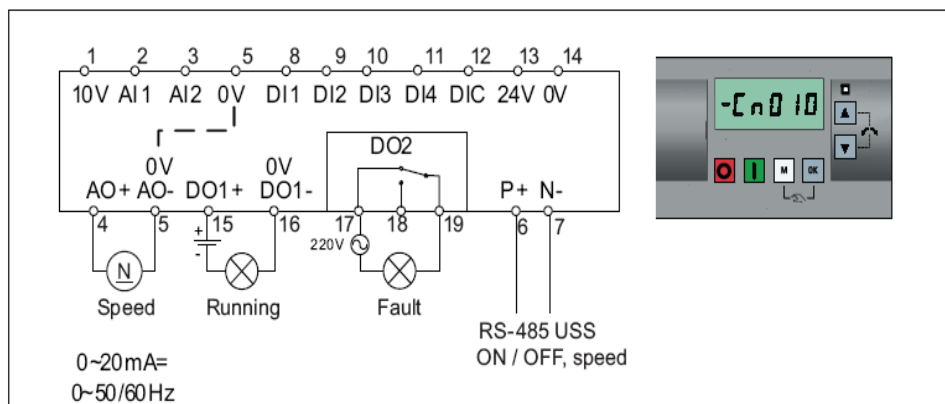 1 2 3 5 8 9 10 11 12 13 14
10V AI1 AI2 0V DI1 DI2 DI3 DI4 DIC 24V 0V
-Cn010
DO2
0V 0V
AO+ AO- DO1+ DO1- P+ N-
4 5 15 16 17 18 19 6 7
M OK
+
-
220V
N
Speed Running Fault
RS-485 USS
ON / OFF, speed
0~20mA=
0~50/60Hz